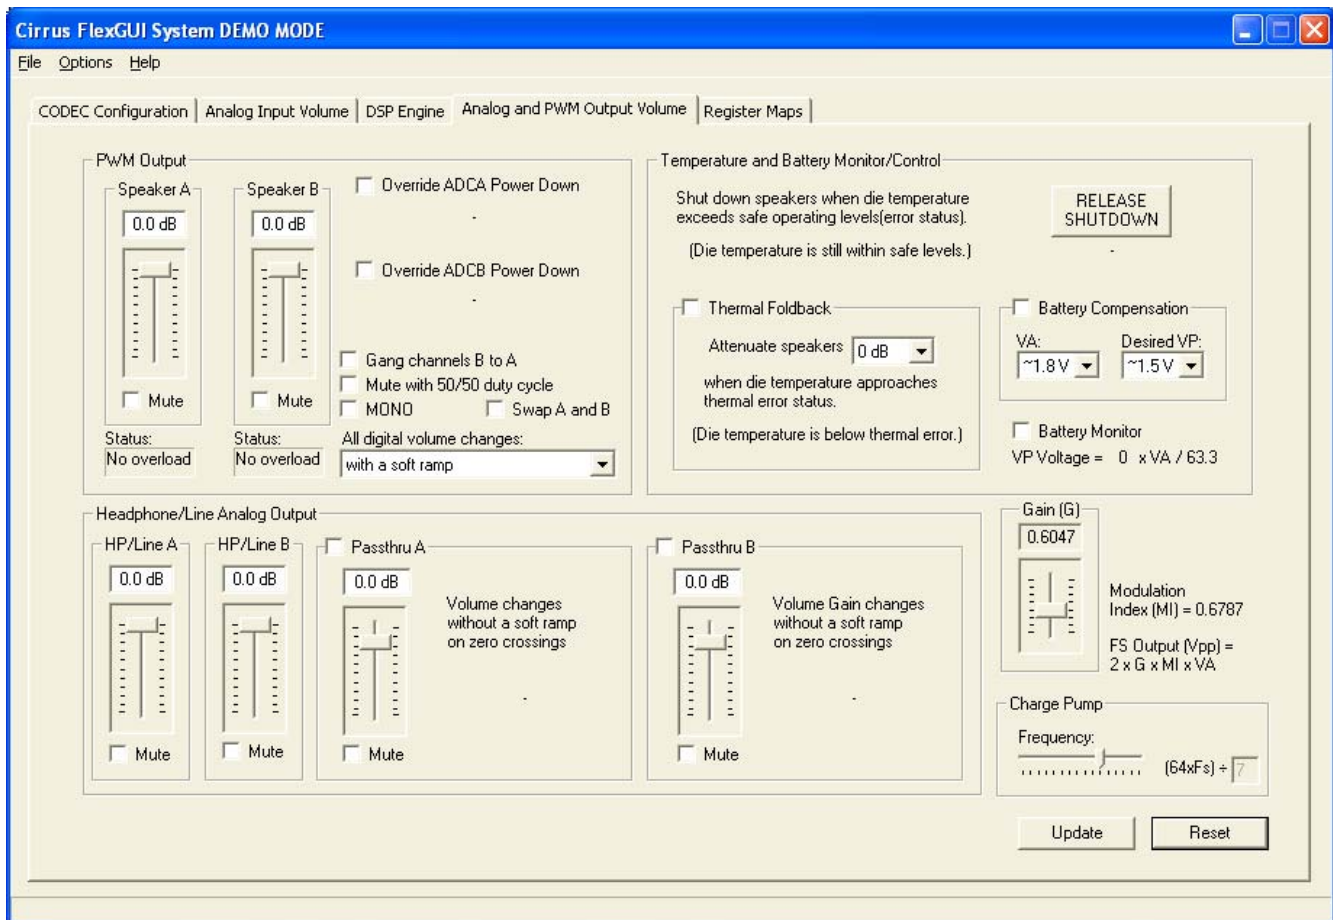 Cirrus FlexGUI System DEMO MODE
File Options Help
CODEC Configuration
Analog Input Volume
DSP Engine
Analog and PWM Output Volume
Register Maps
PWM Output
Speaker A
0.0 dB
Mute
Status:
No overload
Speaker B
0.0 dB
Mute
Status:
No overload
Override ADCA Power Down
-
Override ADCB Power Down
-
Gang channels B to A
Mute with 50/50 duty cycle
MONO
Swap A and B
All digital volume changes:
with a soft ramp
Temperature and Battery Monitor/Control
Shut down speakers when die temperature
exceeds safe operating levels(error status).
(Die temperature is still within safe levels.)
RELEASE
SHUTDOWN
-
Thermal Foldback
Attenuate speakers 0 dB
when die temperature approaches
thermal error status.
(Die temperature is below thermal error.)
Battery Compensation
VA:
~1.8 V
Desired VP:
~1.5 V
Battery Monitor
VP Voltage = 0 x VA / 63.3
Headphone/Line Analog Output
HP/Line A
0.0 dB
Mute
HP/Line B
0.0 dB
Mute
Passthru A
0.0 dB
Volume changes
without a soft ramp
on zero crossings
-
Mute
Passthru B
0.0 dB
Volume Gain changes
without a soft ramp
on zero crossings
-
Mute
Gain (G)
0.6047
Modulation
Index (MI) = 0.6787
FS Output (Vpp) =
2 x G x MI x VA
Charge Pump
Frequency:
(64xFs) ÷ 7
Update
Reset